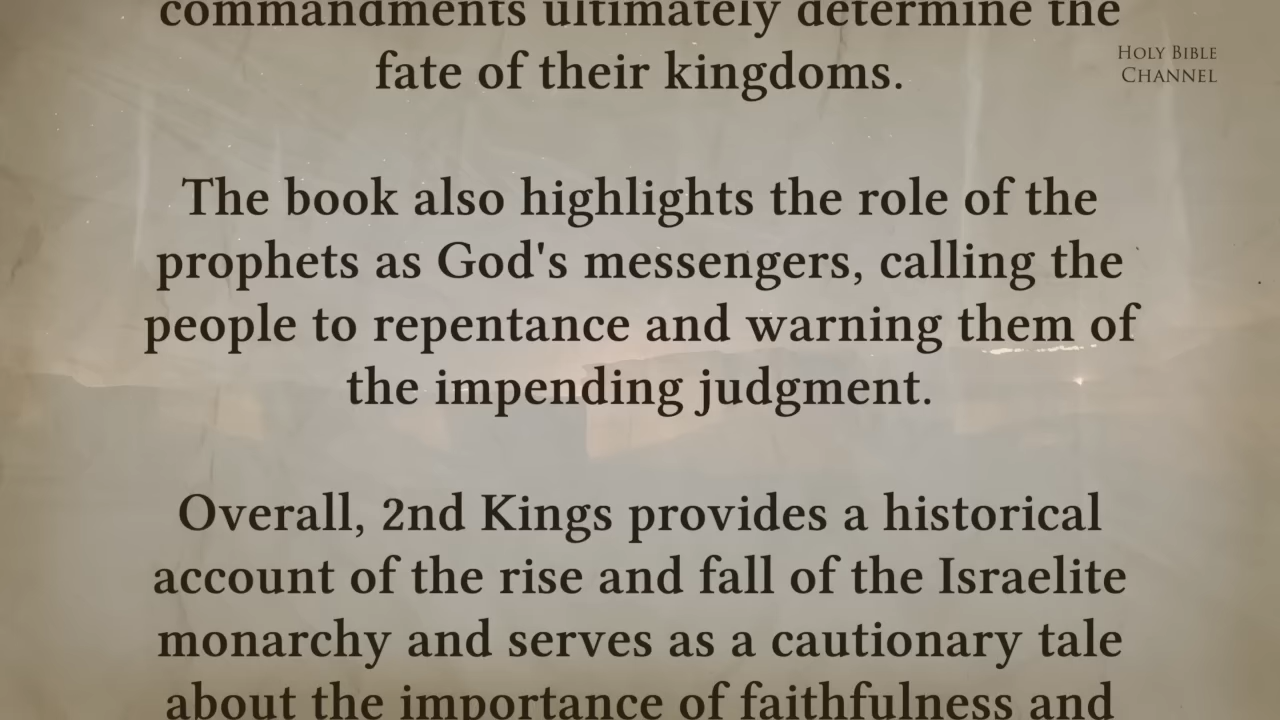 commandments ultimately determine the
fate of their kingdoms.
HOLY BIBLE
CHANNEL
The book also highlights the role of the
prophets as God's messengers, calling the
people to repentance and warning them of
the impending judgment.
Overall, 2nd Kings provides a historical
account of the rise and fall of the Israelite
monarchy and serves as a cautionary tale
about the importance of faithfulness and